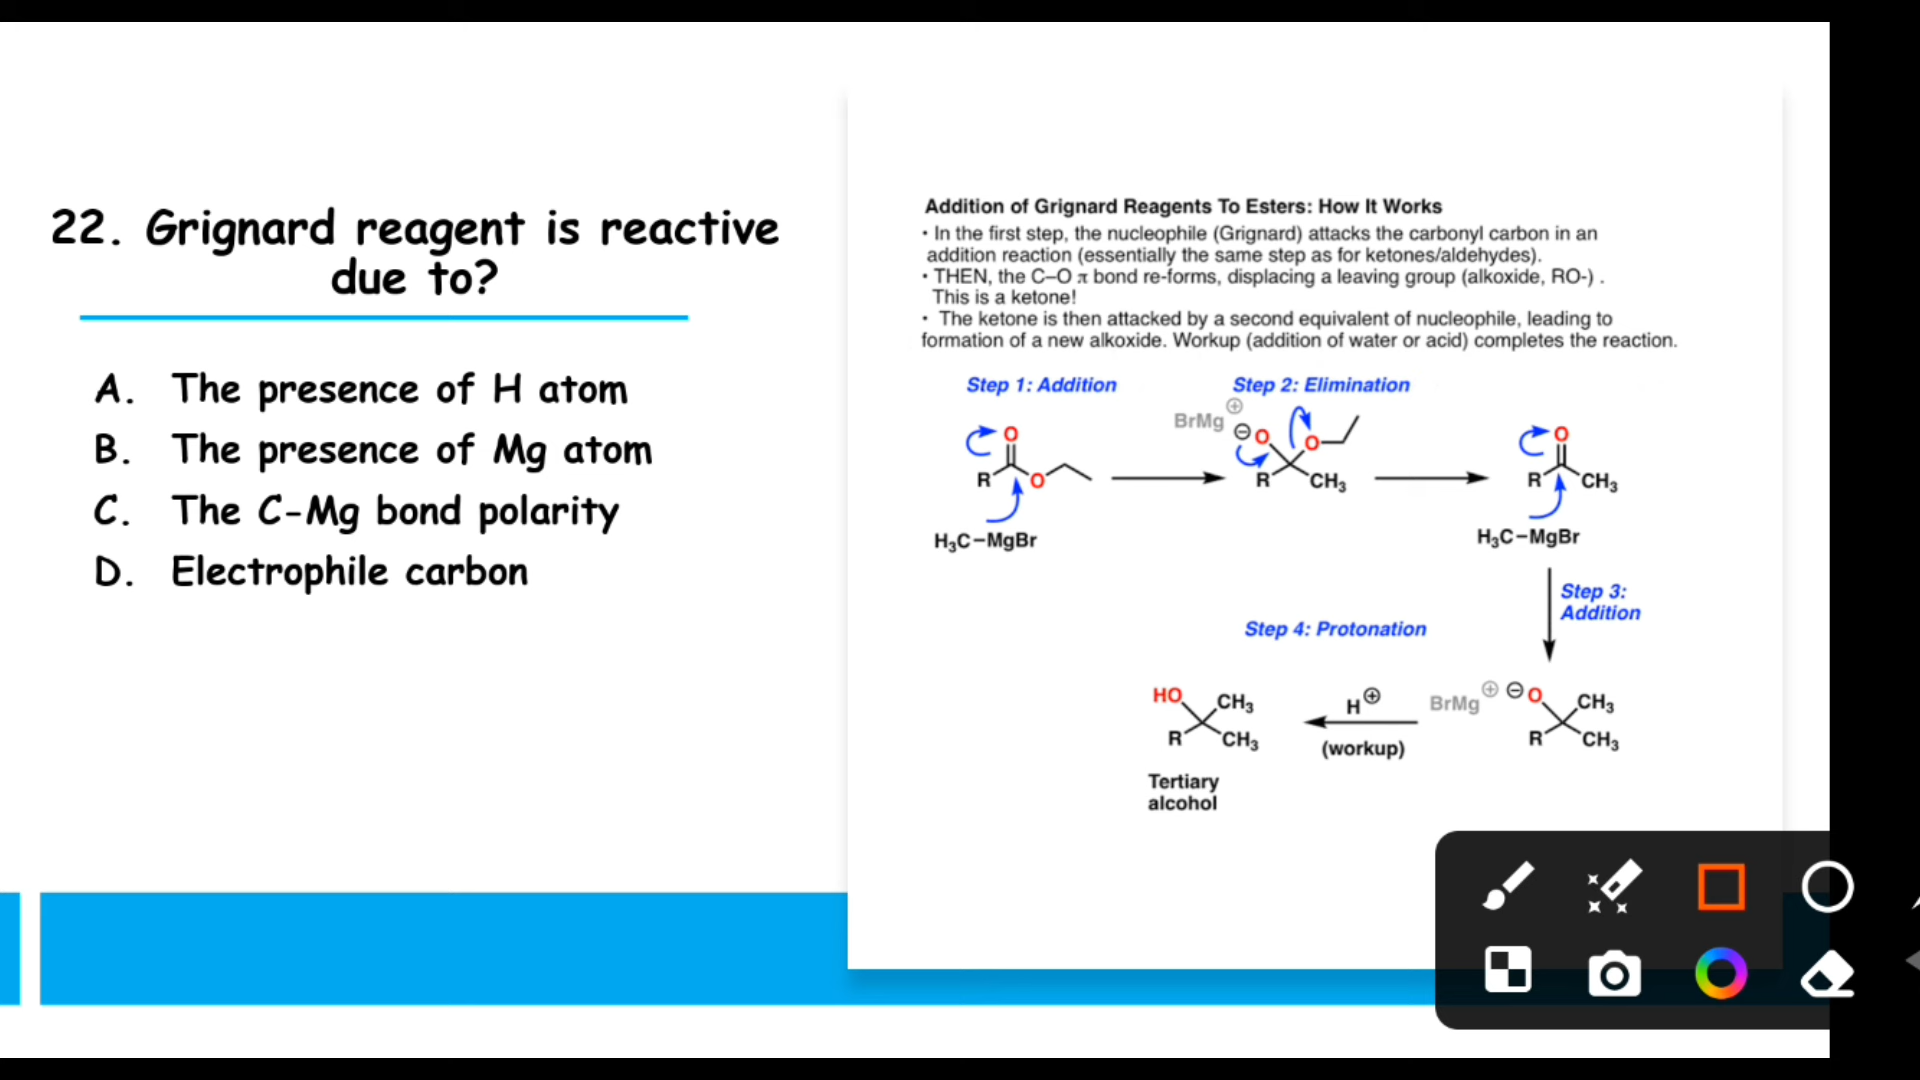 22. Grignard reagent is reactive
due to?
A. The presence of H atom
B. The presence of Mg atom
C. The C-Mg bond polarity
D. Electrophile carbon
Addition of Grignard Reagents To Esters: How It Works
• In the first step, the nucleophile (Grignard) attacks the carbonyl carbon in an
addition reaction (essentially the same step as for ketones/aldehydes).
• THEN, the C–O π bond re-forms, displacing a leaving group (alkoxide, RO-) .
This is a ketone!
• The ketone is then attacked by a second equivalent of nucleophile, leading to
formation of a new alkoxide. Workup (addition of water or acid) completes the reaction.
Step 1: Addition
Step 2: Elimination
O
R
O
H₃C–MgBr
BrMg ⊕
⊖ O
O
R
CH₃
O
R
CH₃
H₃C–MgBr
Step 3:
Addition
Step 4: Protonation
BrMg ⊕ ⊖ O
CH₃
R
CH₃
H⊕
(workup)
HO
CH₃
R
CH₃
Tertiary
alcohol